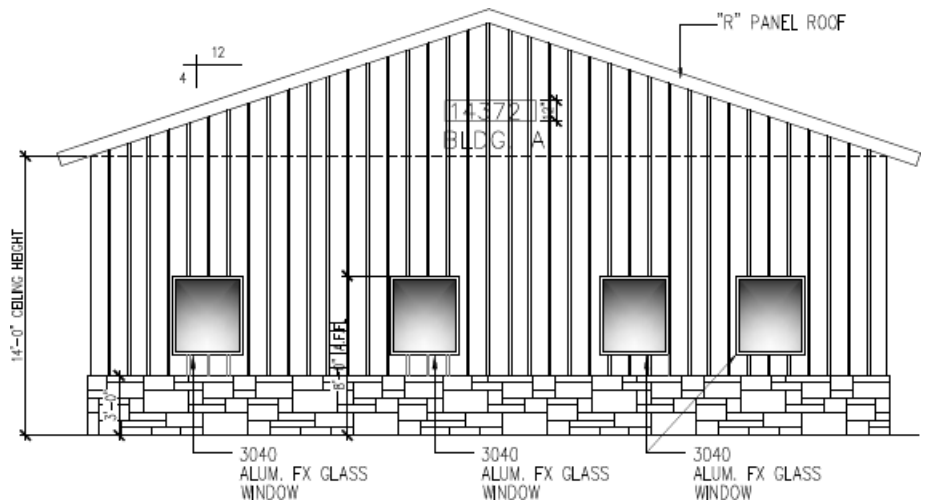 "R" PANEL ROOF
12
4
14372
BLDG. A
14'-0" CEILING HEIGHT
8'-0" A.F.F.
3'-0"
3040
ALUM. FX GLASS
WINDOW
3040
ALUM. FX GLASS
WINDOW
3040
ALUM. FX GLASS
WINDOW